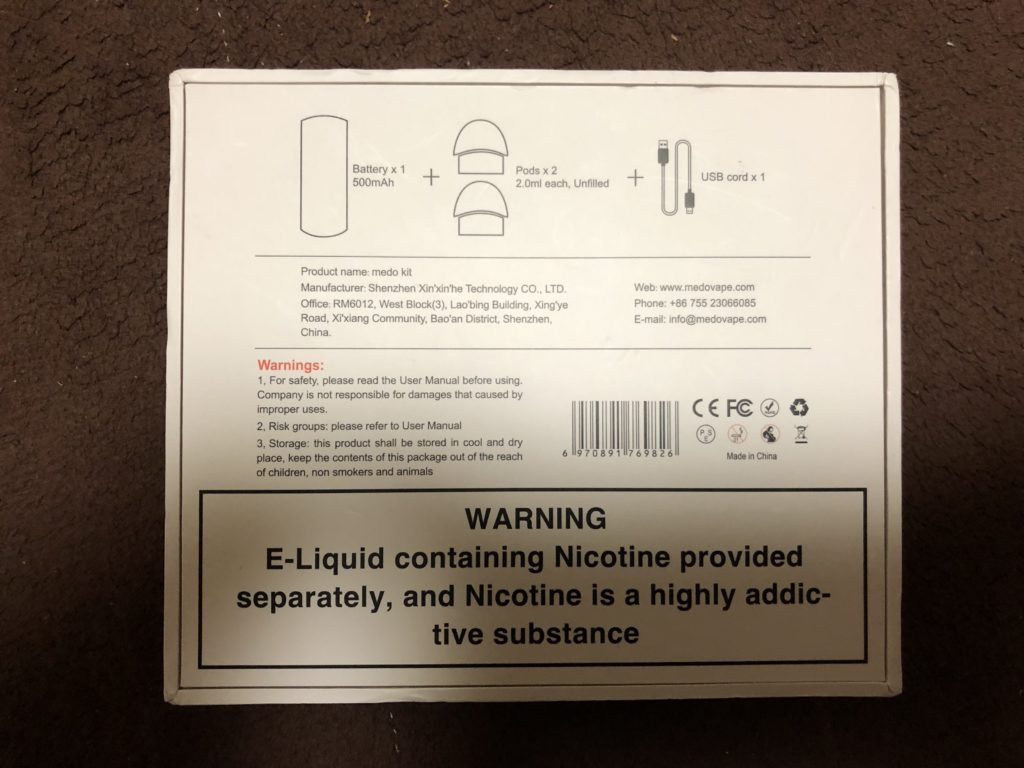 Battery x 1
500mAh
+
Pods x 2
2.0ml each, Unfilled
+
USB cord x 1
Product name: medo kit
Manufacturer: Shenzhen Xin'xin'he Technology CO., LTD.
Office: RM6012, West Block(3), Lao'bing Building, Xing'ye
Road, Xi'xiang Community, Bao'an District, Shenzhen,
China.
Web: www.medovape.com
Phone: +86 755 23066085
E-mail: info@medovape.com
Warnings:
1, For safety, please read the User Manual before using.
Company is not responsible for damages that caused by
improper uses.
2, Risk groups: please refer to User Manual
3, Storage: this product shall be stored in cool and dry
place, keep the contents of this package out of the reach
of children, non smokers and animals
6 970891 769826
CE FC
PSE
Made in China
WARNING
E-Liquid containing Nicotine provided
separately, and Nicotine is a highly addic-
tive substance